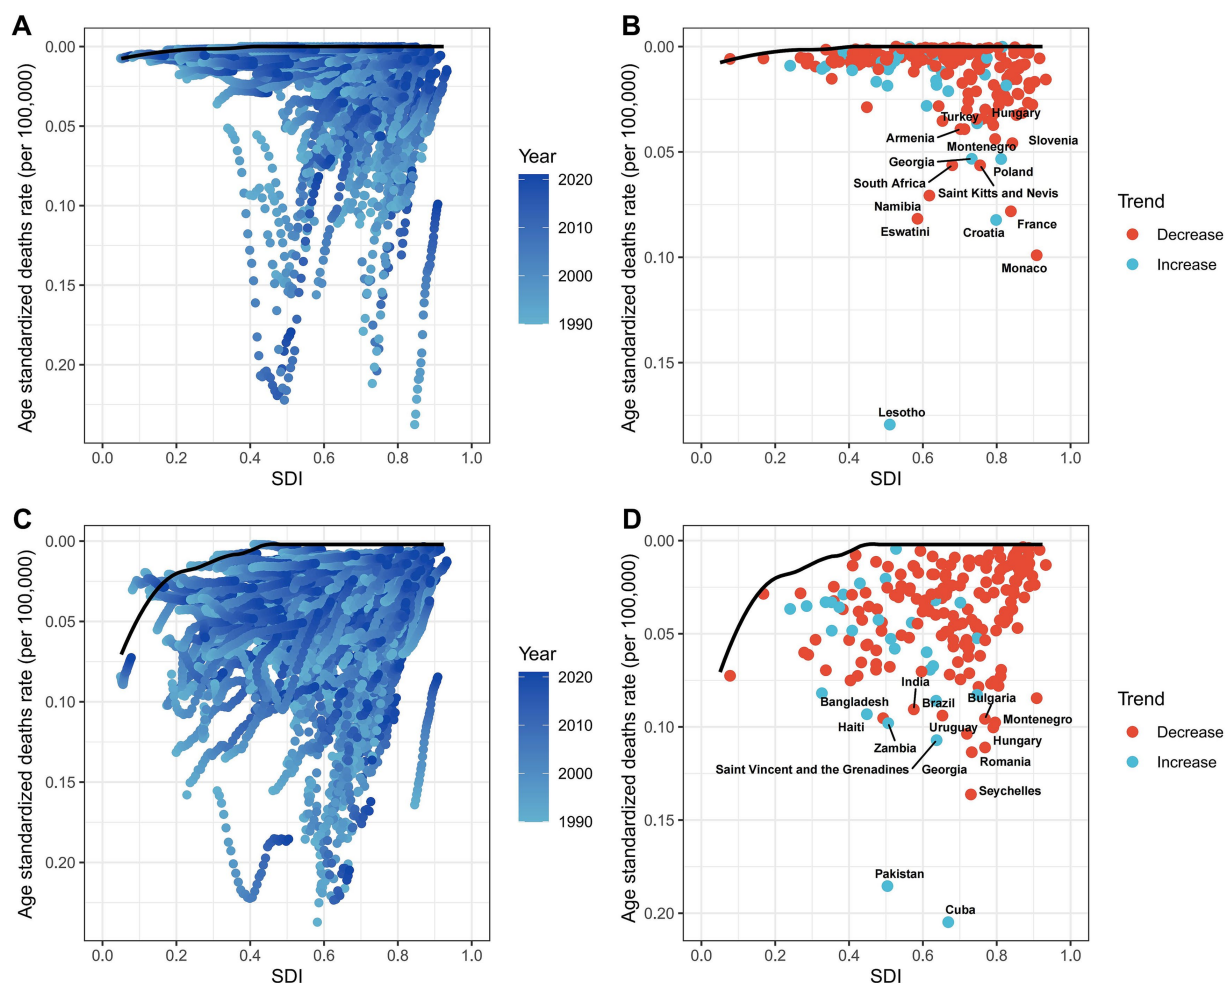 A
Age standardized deaths rate (per 100,000)
0.00
0.05
0.10
0.15
0.20
0.0 0.2 0.4 0.6 0.8 1.0
SDI
Year
2020
2010
2000
1990
B
Age standardized deaths rate (per 100,000)
0.00
0.05
0.10
0.15
Turkey
Hungary
Armenia
Montenegro
Slovenia
Georgia
Poland
South Africa
Saint Kitts and Nevis
Namibia
France
Eswatini
Croatia
Monaco
Lesotho
0.0 0.2 0.4 0.6 0.8 1.0
SDI
Trend
Decrease
Increase
C
Age standardized deaths rate (per 100,000)
0.00
0.05
0.10
0.15
0.20
0.0 0.2 0.4 0.6 0.8 1.0
SDI
Year
2020
2010
2000
1990
D
Age standardized deaths rate (per 100,000)
0.00
0.05
0.10
0.15
0.20
India
Bulgaria
Bangladesh
Brazil
Montenegro
Haiti
Uruguay
Hungary
Zambia
Romania
Saint Vincent and the Grenadines
Georgia
Seychelles
Pakistan
Cuba
0.0 0.2 0.4 0.6 0.8 1.0
SDI
Trend
Decrease
Increase